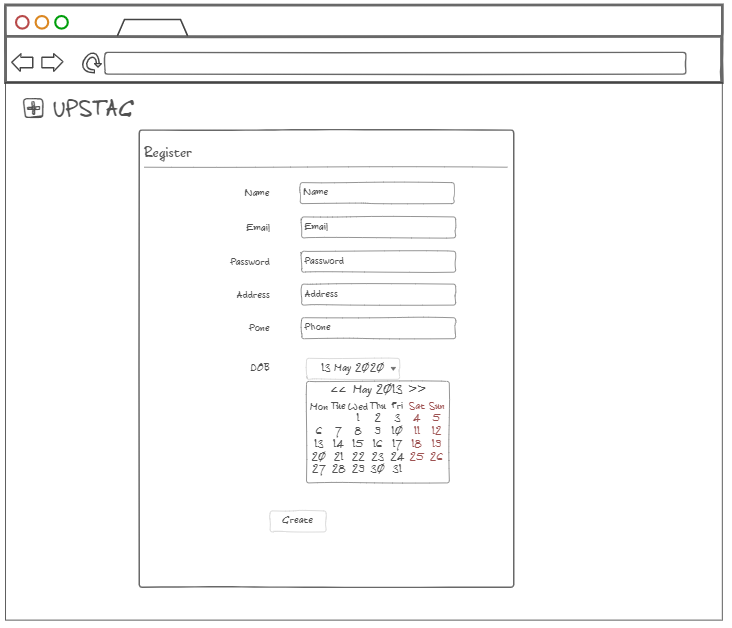 UPSTAG
Register
Name Name
Email Email
Password Password
Address Address
Pone Phone
DOB 13 May 2020
<< May 2013 >>
Mon Tue Wed Thu Fri Sat Sun
1 2 3 4 5
6 7 8 9 10 11 12
13 14 15 16 17 18 19
20 21 22 23 24 25 26
27 28 29 30 31
Create